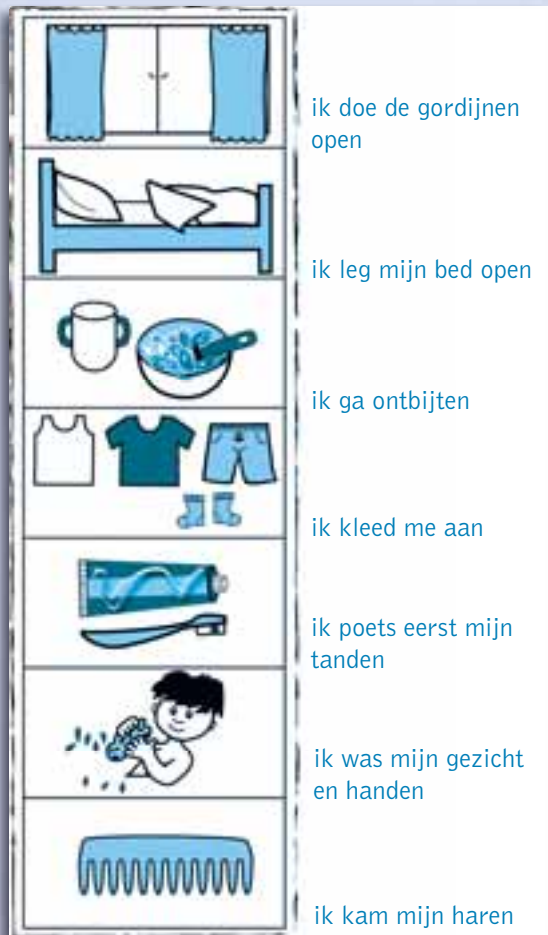 ik doe de gordijnen
open
ik leg mijn bed open
ik ga ontbijten
ik kleed me aan
ik poets eerst mijn
tanden
ik was mijn gezicht
en handen
ik kam mijn haren